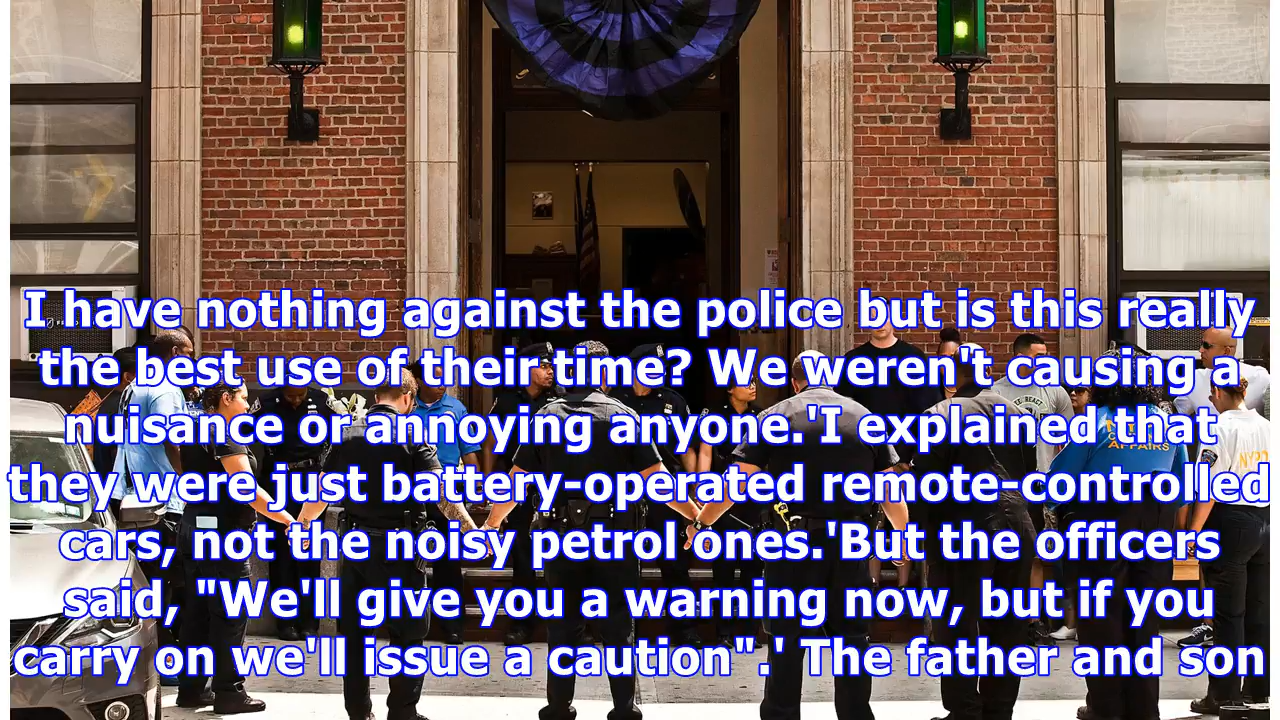 I have nothing against the police but is this really
the best use of their time? We weren't causing a
nuisance or annoying anyone.'I explained that
they were just battery-operated remote-controlled
cars, not the noisy petrol ones.'But the officers
said, "We'll give you a warning now, but if you
carry on we'll issue a caution".' The father and son
AFFAIRS